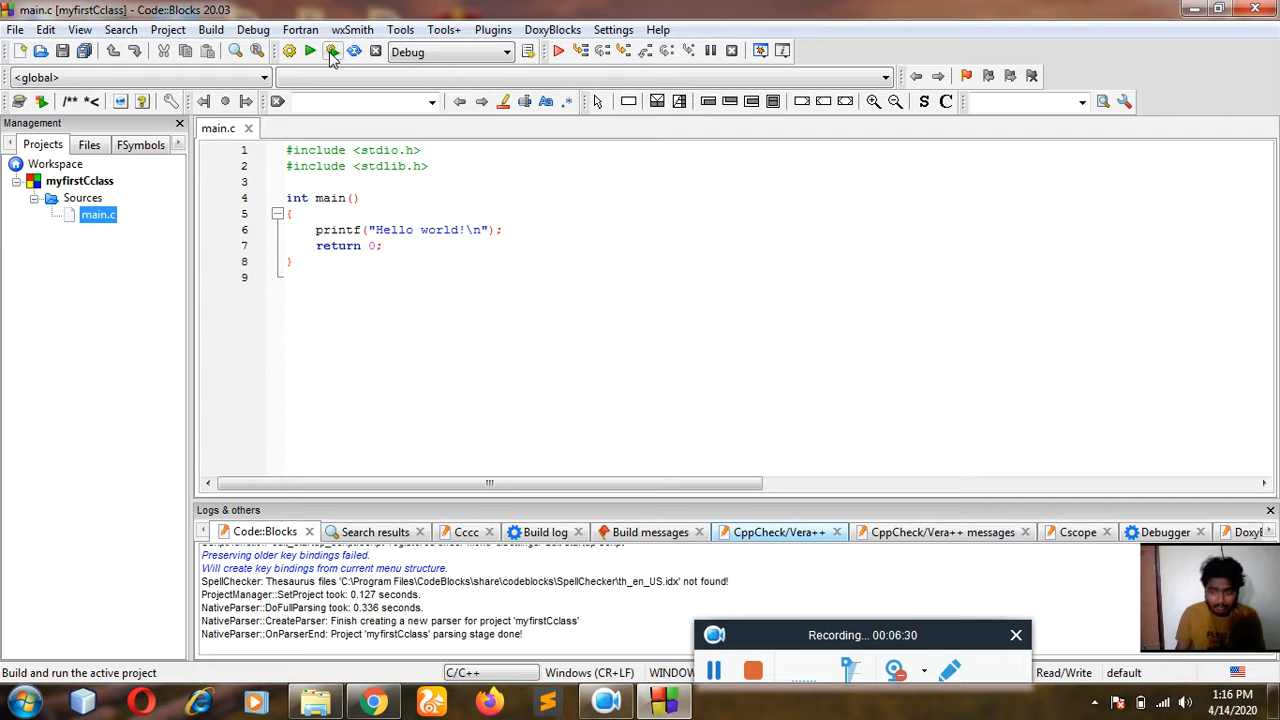 main.c [myfirstCclass] - Code::Blocks 20.03
File Edit View Search Project Build Debug Fortran wxSmith Tools Tools+ Plugins DoxyBlocks Settings Help
Debug
<global>
/** *<
Aa .*
S C
Management
main.c
Projects Files FSymbols
Workspace
myfirstCclass
Sources
main.c
1 #include <stdio.h>
2 #include <stdlib.h>
3
4 int main()
5 {
6 printf("Hello world!\n");
7 return 0;
8 }
9
Logs & others
Code::Blocks Search results Cccc Build log Build messages CppCheck/Vera++ CppCheck/Vera++ messages Cscope Debugger
Preserving older key bindings failed.
Will create key bindings from current menu structure.
SpellChecker: Thesaurus files 'C:\Program Files\CodeBlocks\share\codeblocks\SpellChecker\th_en_US.idx' not found!
ProjectManager::SetProject took: 0.127 seconds.
NativeParser::DoFullParsing took: 0.336 seconds.
NativeParser::CreateParser: Finish creating a new parser for project 'myfirstCclass'
NativeParser::OnParserEnd: Project 'myfirstCclass' parsing stage done!
Recording... 00:06:30
Build and run the active project C/C++ Windows (CR+LF) Read/Write default
1:16 PM
4/14/2020